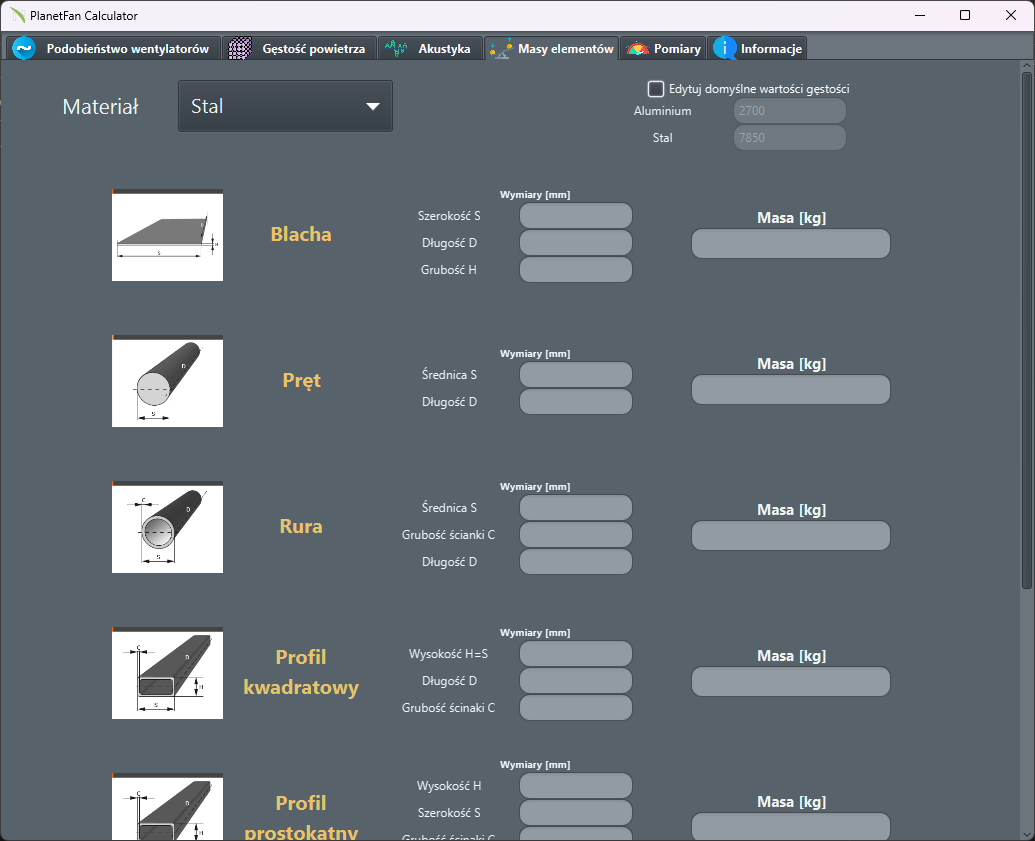 PlanetFan Calculator
Podobieństwo wentylatorów
Gęstość powietrza
Akustyka
Masy elementów
Pomiary
Informacje
Materiał
Stal
Edytuj domyślne wartości gęstości
Aluminium
2700
Stal
7850
Blacha
Wymiary [mm]
Szerokość S
Długość D
Grubość H
Masa [kg]
Pręt
Wymiary [mm]
Średnica S
Długość D
Masa [kg]
D
S
Rura
Wymiary [mm]
Średnica S
Grubość ścianki C
Długość D
Masa [kg]
C
D
S
Profil
kwadratowy
Wymiary [mm]
Wysokość H=S
Długość D
Grubość ścinaki C
Masa [kg]
C
D
H
S
Profil
prostokątny
Wymiary [mm]
Wysokość H
Szerokość S
Grubość ścinaki C
Masa [kg]
C
D
H